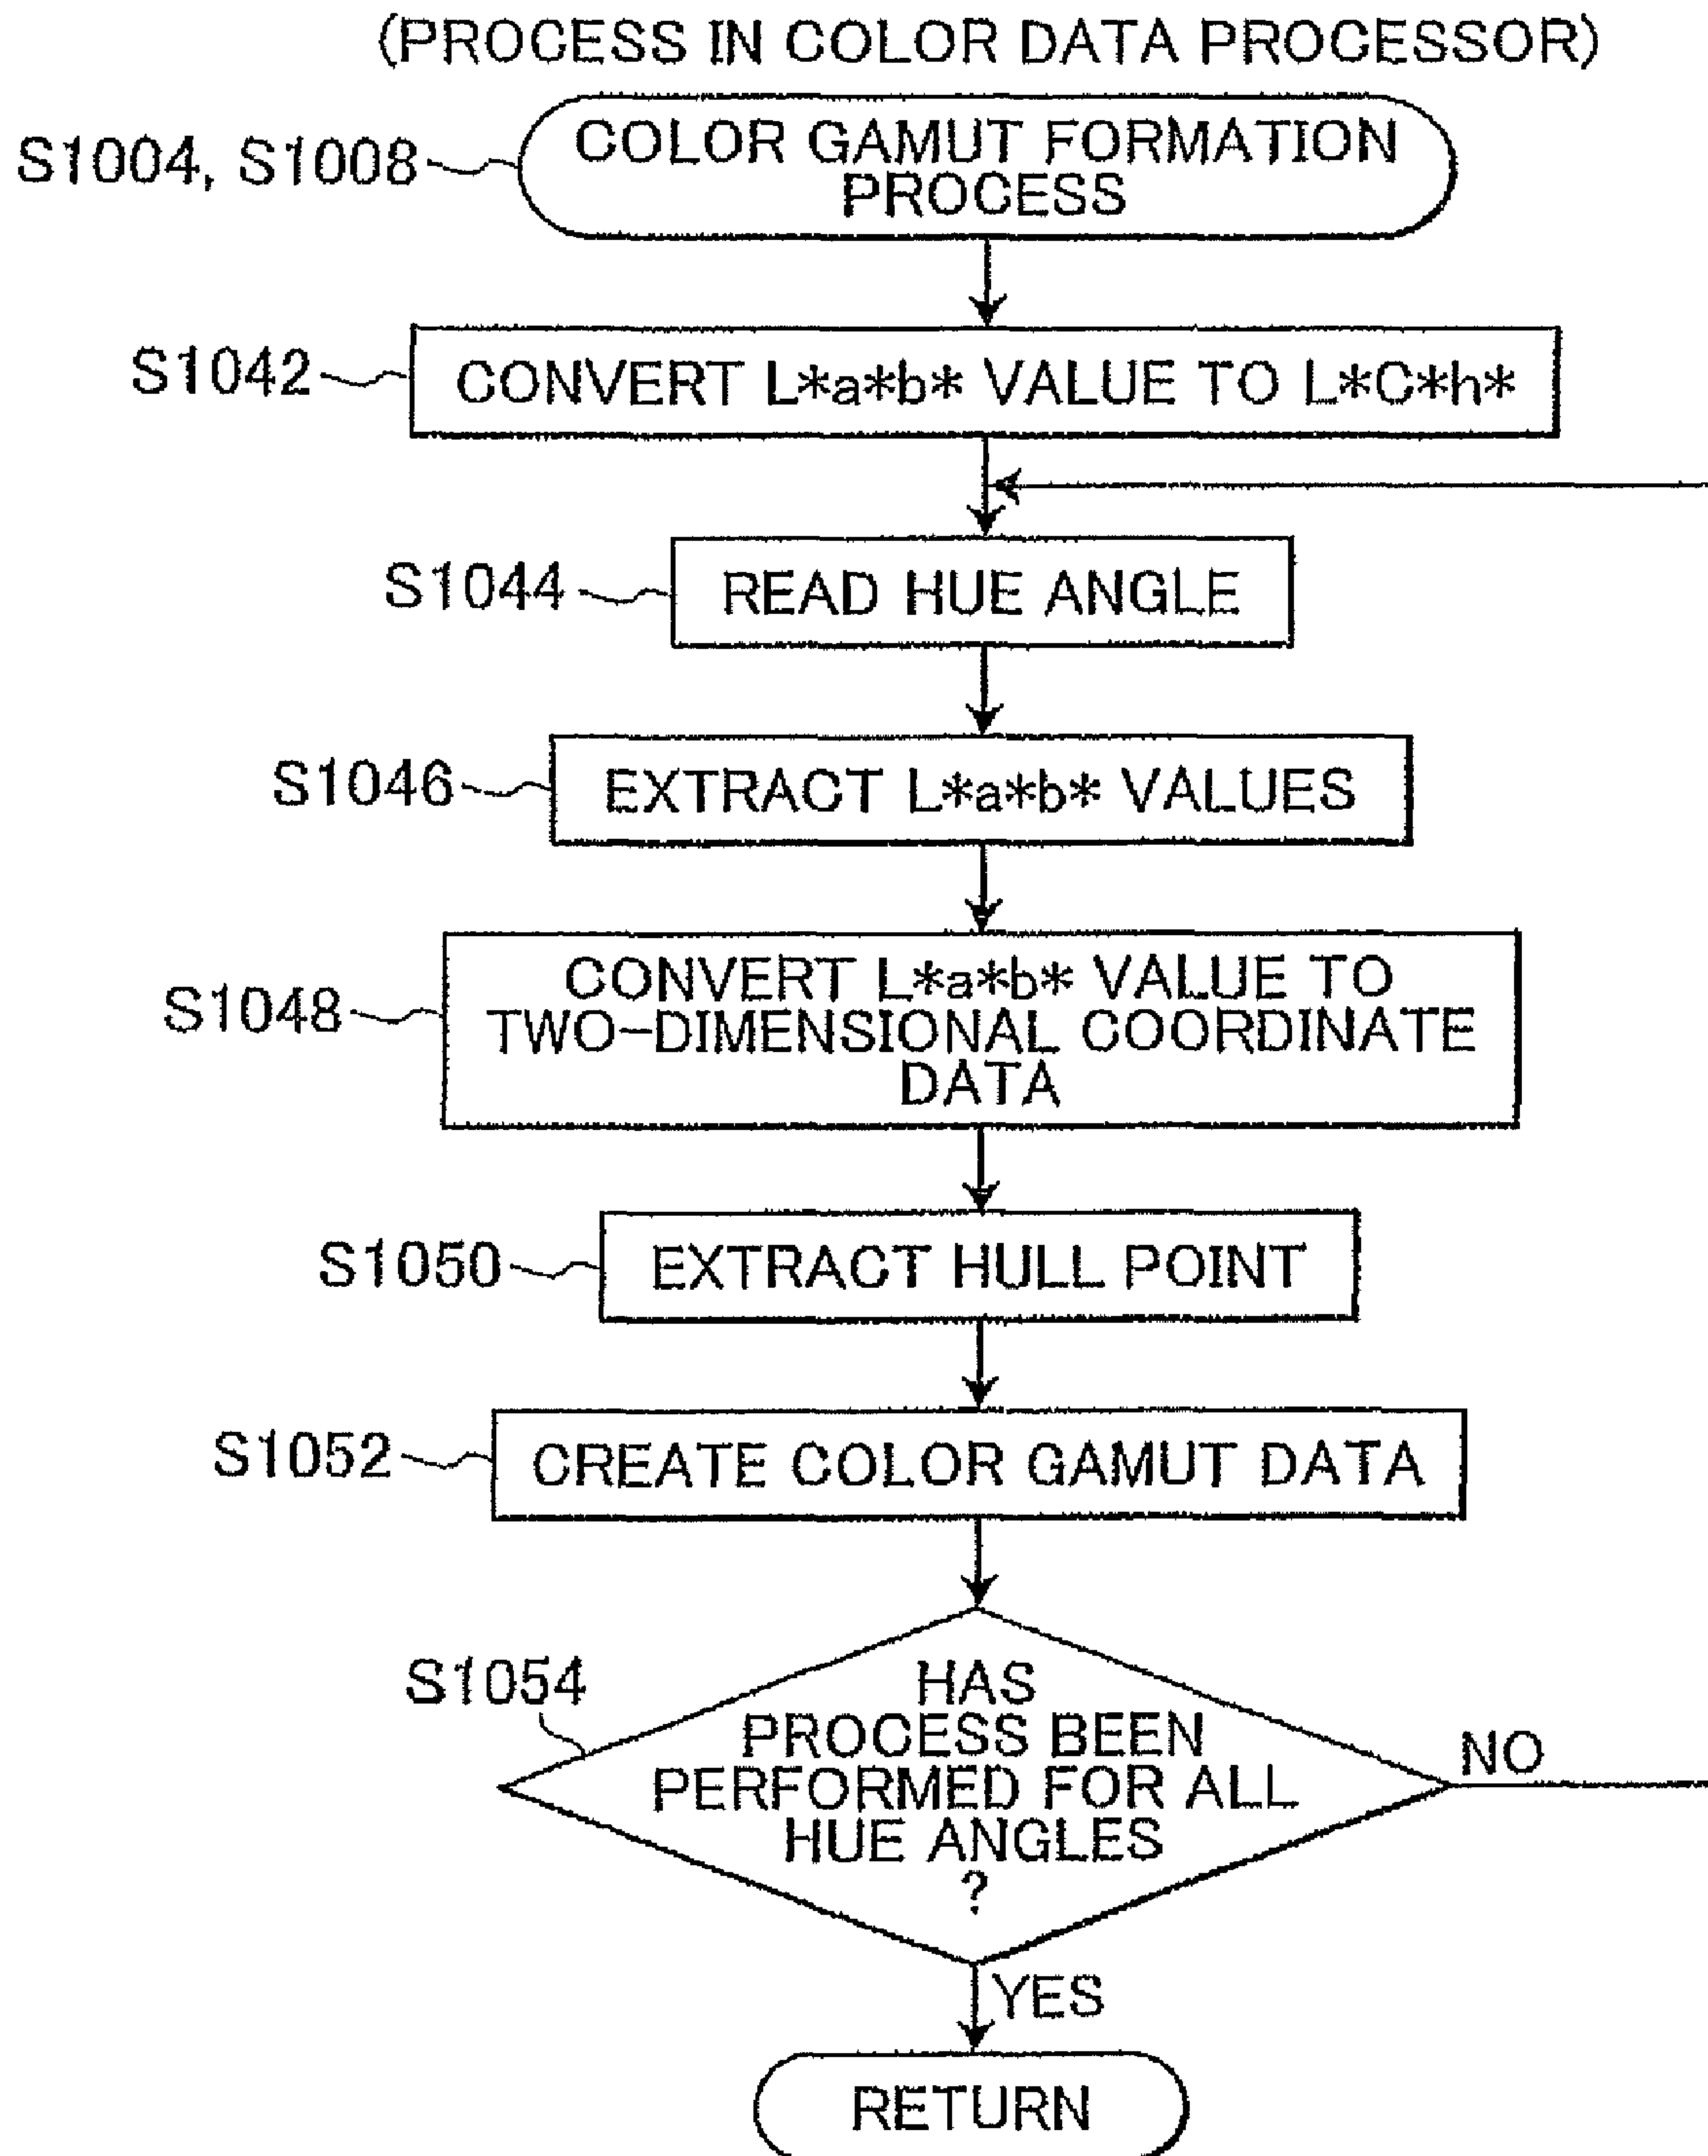 (PROCESS IN COLOR DATA PROCESSOR)
S1004, S1008
COLOR GAMUT FORMATION
PROCESS
S1042
CONVERT L*a*b* VALUE TO L*C*h*
S1044
READ HUE ANGLE
S1046
EXTRACT L*a*b* VALUES
S1048
CONVERT L*a*b* VALUE TO
TWO-DIMENSIONAL COORDINATE
DATA
S1050
EXTRACT HULL POINT
S1052
CREATE COLOR GAMUT DATA
S1054
HAS
PROCESS BEEN
PERFORMED FOR ALL
HUE ANGLES
?
NO
YES
RETURN